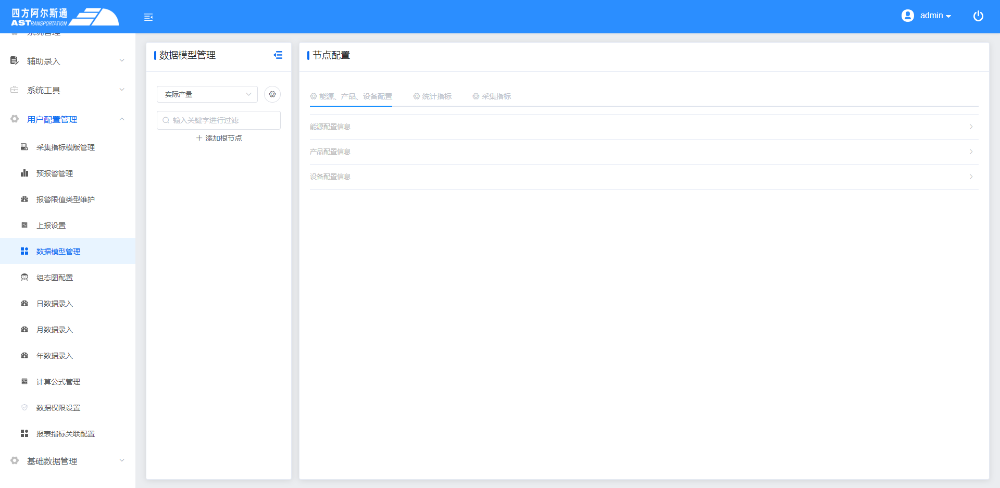 四方阿尔斯通
AST RANSPORTATION
admin
系统管理
辅助录入
系统工具
用户配置管理
采集指标模版管理
预报警管理
报警限值类型维护
上报设置
数据模型管理
组态图配置
日数据录入
月数据录入
年数据录入
计算公式管理
数据权限设置
报表指标关联配置
基础数据管理
数据模型管理
实际产量
输入关键字进行过滤
添加根节点
节点配置
能源、产品、设备配置 统计指标 采集指标
能源配置信息
产品配置信息
设备配置信息